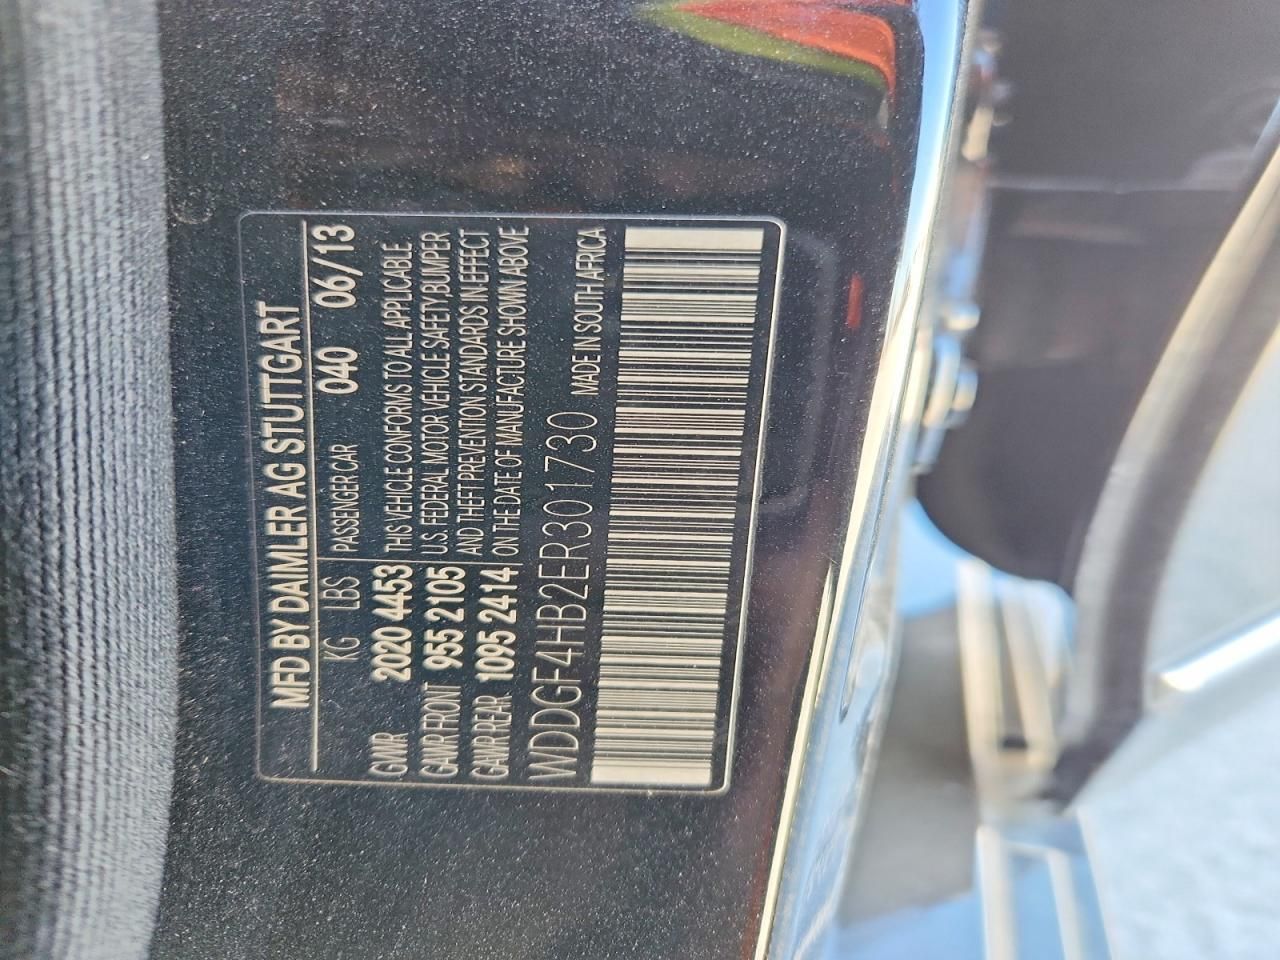 MFD BY DAIMLER AG STUTTGART
KG LBS PASSENGER CAR 040 06/13
GWR 2020 4453 THIS VEHICLE CONFORMS TO ALL APPLICABLE
GAWR FRONT 955 2105 U.S. FEDERAL MOTOR VEHICLE SAFETY BUMPER
GAWR REAR 1095 2414 AND THEFT PREVENTION STANDARDS IN EFFECT
ON THE DATE OF MANUFACTURE SHOWN ABOVE
WDDGF4HB2ER301730 MADE IN SOUTH AFRICA